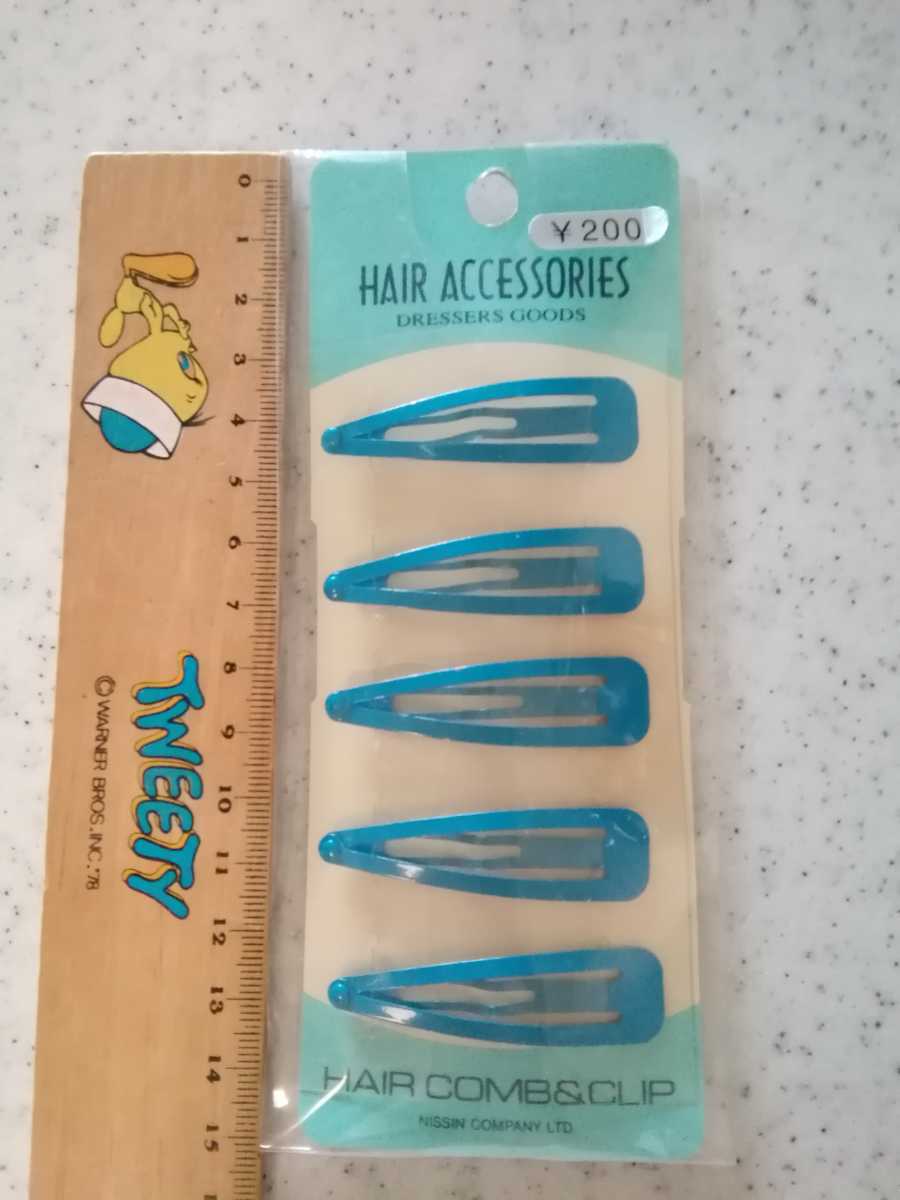 0
1
2
3
4
5
6
7
8
9
10
11
12
13
14
15
TWEETY
© WARNER BROS. INC. '78
¥200
HAIR ACCESSORIES
DRESSERS GOODS
HAIR COMB&CLIP
NISSIN COMPANY LTD